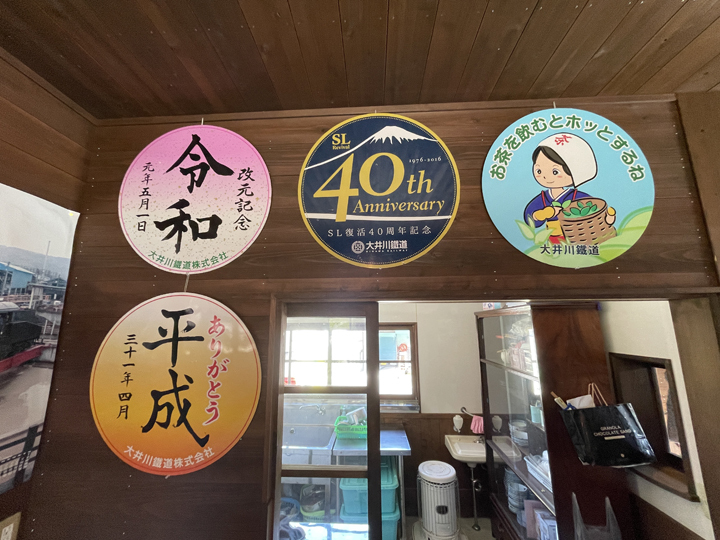 改元記念
令和
元年五月一日
大井川鐵道株式会社
SL
Revival
1976-2016
40th
Anniversary
SL復活40周年記念
大井川鐵道
お茶を飲むとホッとするね
茶
大井川鐵道
ありがとう
平成
三十一年四月
大井川鐵道株式会社
GRANOLA
CHOCOLATE SAND